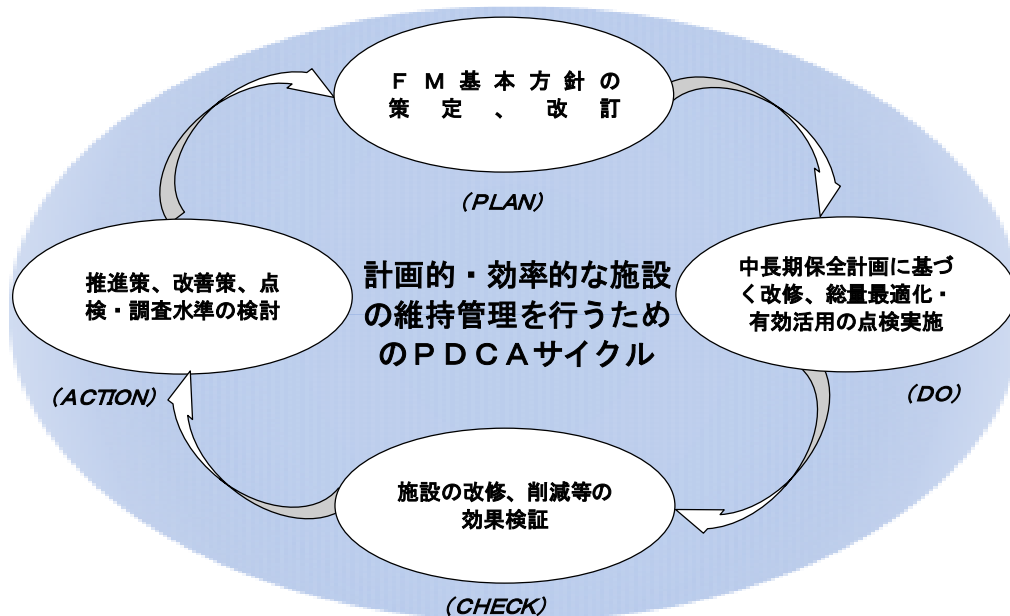 FM基本方針の
策定、改訂
(PLAN)
計画的・効率的な施設
の維持管理を行うため
のPDCAサイクル
中長期保全計画に基づ
く改修、総量最適化・
有効活用の点検実施
(DO)
施設の改修、削減等の
効果検証
(CHECK)
推進策、改善策、点
検・調査水準の検討
(ACTION)